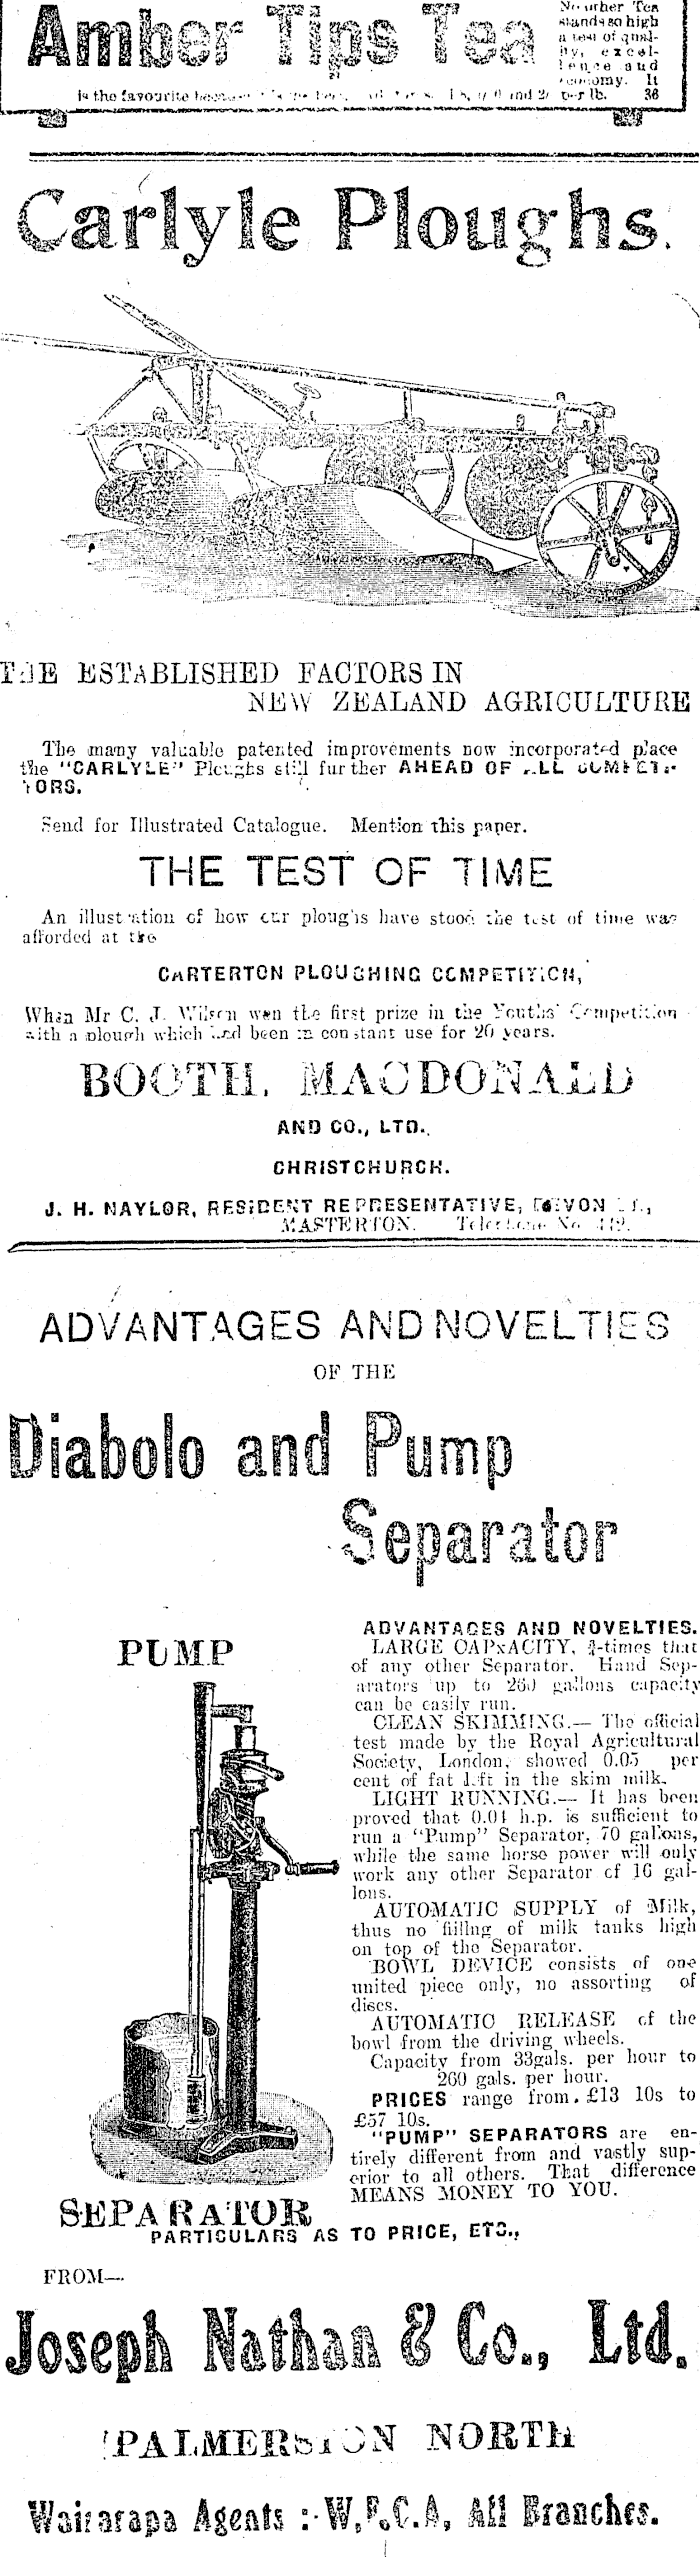 Amber Tips Tea
No other Tea
stands so high
a test of qual-
ity, excel-
lence and
economy. It
is the favourite and 2/ per lb. 36
Carlyle Ploughs.
THE ESTABLISHED FACTORS IN
NEW ZEALAND AGRICULTURE
The many valuable patented improvements now incorporated place
the "CARLYLE" Ploughs still further AHEAD OF ALL COMPETI-
TORS.
Send for Illustrated Catalogue. Mention this paper.
THE TEST OF TIME
An illustration of how our ploughs have stood the test of time was
afforded at the
CARTERTON PLOUGHING COMPETITION,
When Mr C. J. Wilson won the first prize in the Youths' Competition
with a plough which had been in constant use for 20 years.
BOOTH, MACDONALD
AND CO., LTD.,
CHRISTCHURCH.
J. H. NAYLOR, RESIDENT REPRESENTATIVE, DEVON ST.,
MASTERTON. Telephone No.
ADVANTAGES AND NOVELTIES
OF THE
Diabolo and Pump
Separator
PUMP
SEPARATOR
ADVANTAGES AND NOVELTIES.
LARGE CAPxACITY, -times that
of any other Separator. Hand Sep-
arators up to 260 gallons capacity
can be easily run.
CLEAN SKIMMING.— The official
test made by the Royal Agricultural
Society, London, showed 0.05 per
cent of fat left in the skim milk.
LIGHT RUNNING.— It has been
proved that 0.04 h.p. is sufficient to
run a "Pump" Separator, 70 gallons,
while the same horse power will only
work any other Separator of 16 gal-
lons.
AUTOMATIC SUPPLY of Milk,
thus no fiillng of milk tanks high
on top of the Separator.
BOWL DEVICE consists of one
united piece only, no assorting of
discs.
AUTOMATIC RELEASE of the
bowl from the driving wheels.
Capacity from 33gals. per hour to
260 gals. per hour.
PRICES range from. £13 10s to
£57 10s.
"PUMP" SEPARATORS are en-
tirely different from and vastly sup-
erior to all others. That difference
MEANS MONEY TO YOU.
PARTICULARS AS TO PRICE, ETC.,
FROM—
Joseph Nathan & Co., Ltd.
PALMERSTON NORTH
Wairarapa Agents :- W.F.C.A, All Branches.